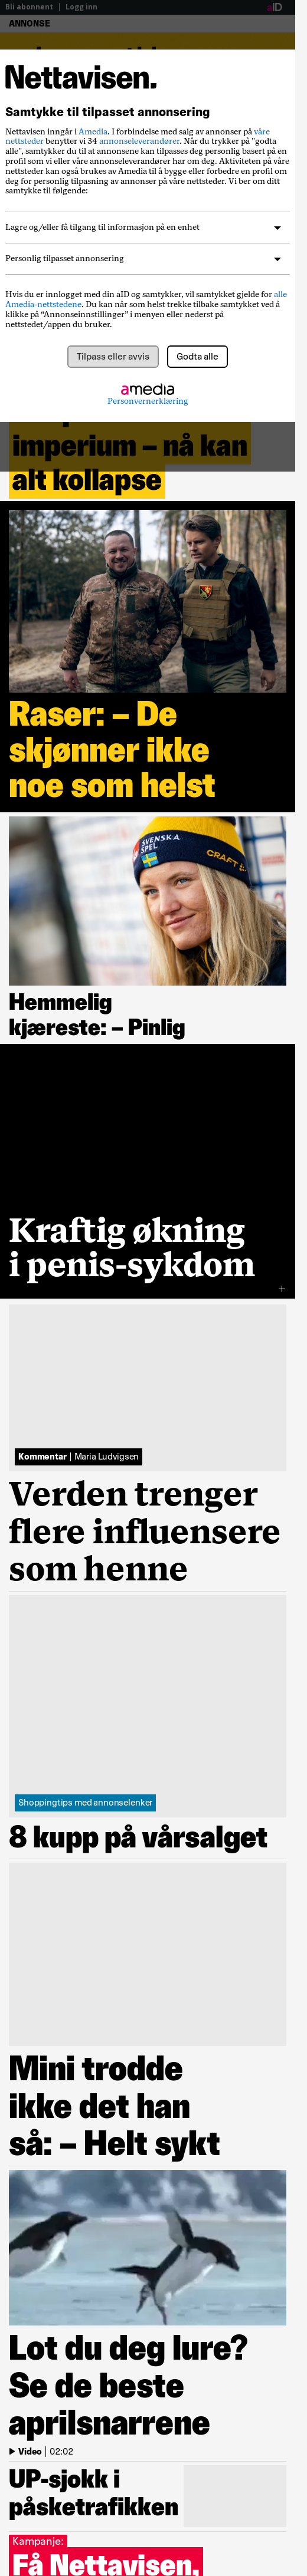 Bli abonnent | Logg inn
aID
ANNONSE
Nettavisen.
Samtykke til tilpasset annonsering
Nettavisen inngår i Amedia. I forbindelse med salg av annonser på våre
nettsteder benytter vi 34 annonseleverandører. Når du trykker på "godta
alle", samtykker du til at annonsene kan tilpasses deg personlig basert på en
profil som vi eller våre annonseleverandører har om deg. Aktiviteten på våre
nettsteder kan også brukes av Amedia til å bygge eller forbedre en profil om
deg for personlig tilpasning av annonser på våre nettsteder. Vi ber om ditt
samtykke til følgende:
Lagre og/eller få tilgang til informasjon på en enhet
Personlig tilpasset annonsering
Hvis du er innlogget med din aID og samtykker, vil samtykket gjelde for alle
Amedia-nettstedene. Du kan når som helst trekke tilbake samtykket ved å
klikke på “Annonseinnstillinger” i menyen eller nederst på
nettstedet/appen du bruker.
Tilpass eller avvis
Godta alle
amedia
Personvernerklæring
imperium – nå kan
alt kollapse
Raser: – De
skjønner ikke
noe som helst
SVENSKA
SPEL
CRAFT
Hemmelig
kjæreste: – Pinlig
Kraftig økning
i penis-sykdom
Kommentar | Maria Ludvigsen
Verden trenger
flere influensere
som henne
Shoppingtips med annonselenker
8 kupp på vårsalget
Mini trodde
ikke det han
så: – Helt sykt
Lot du deg lure?
Se de beste
aprilsnarrene
Video | 02:02
UP-sjokk i
påsketrafikken
Kampanje:
Få Nettavisen,